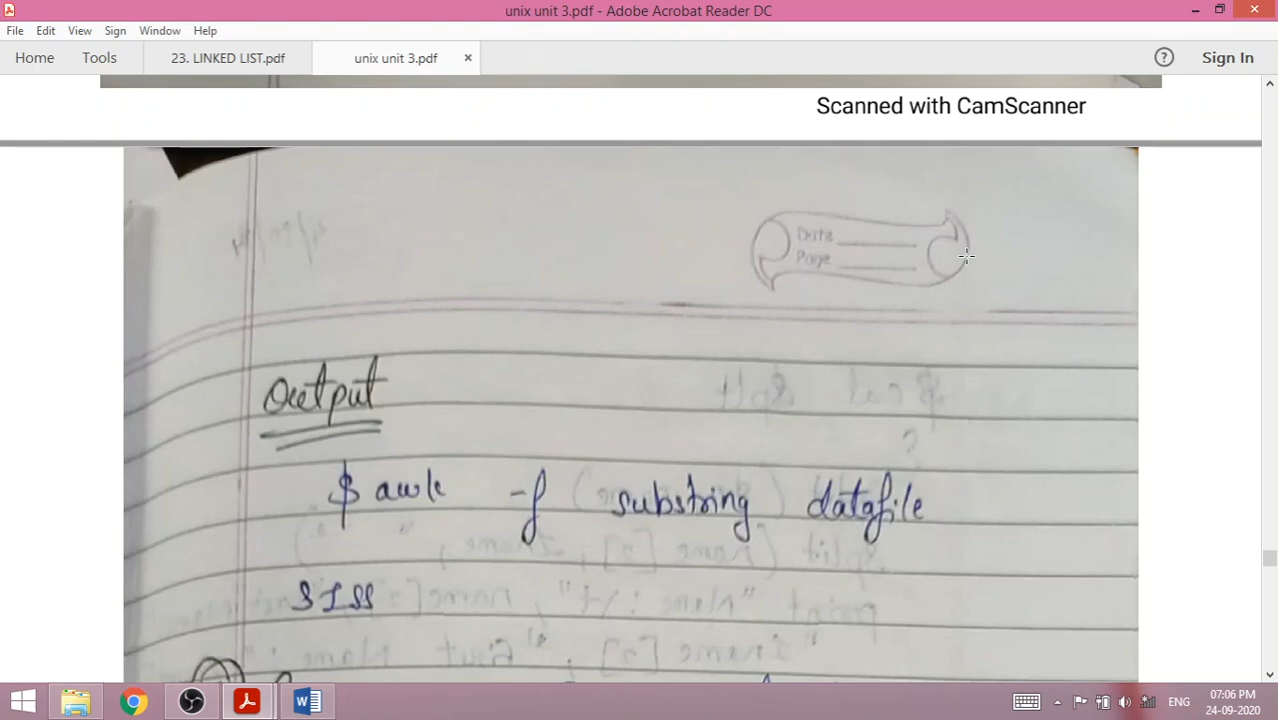 unix unit 3.pdf - Adobe Acrobat Reader DC
File Edit View Sign Window Help
Home Tools 23. LINKED LIST.pdf unix unit 3.pdf × ? Sign In
Scanned with CamScanner
Date
Page
Output
$ awk -f substring datafile
SISS
W
ENG 07:06 PM
24-09-2020